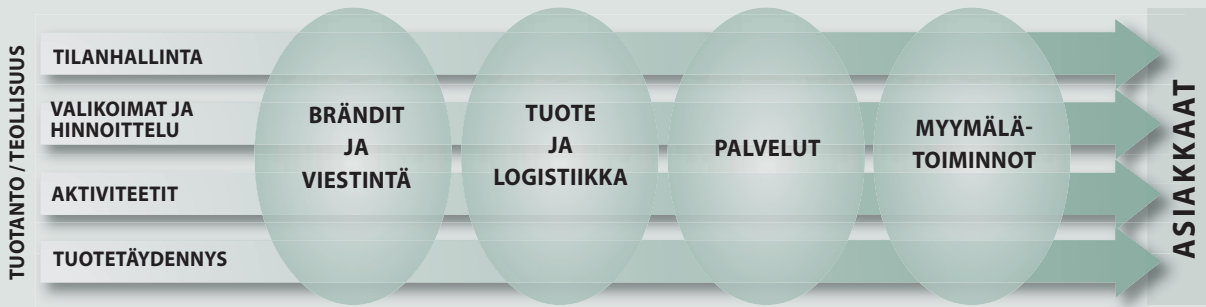 TUOTANTO / TEOLLISUUS
TILANHALLINTA
VALIKOIMAT JA
HINNOITTELU
AKTIVITEETIT
TUOTETÄYDENNYS
BRÄNDIT
JA
VIESTINTÄ
TUOTE
JA
LOGISTIIKKA
PALVELUT
MYYMÄLÄ-
TOIMINNOT
ASIAKKAAT